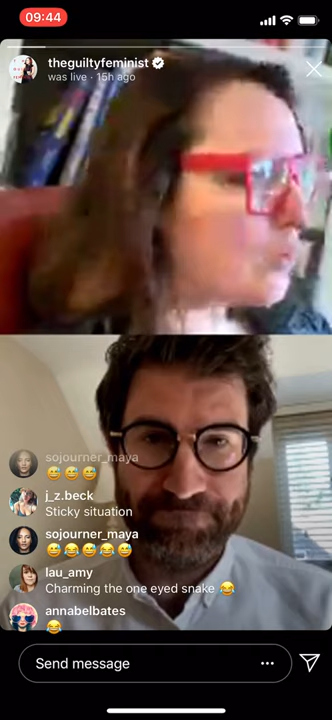 09:44
theguiltyfeminist
was live · 15h ago
sojourner_maya
😅😅😅
j_z.beck
Sticky situation
sojourner_maya
😅😂😅😂😅
lau_amy
Charming the one eyed snake 😂
annabelbates
😂
Send message